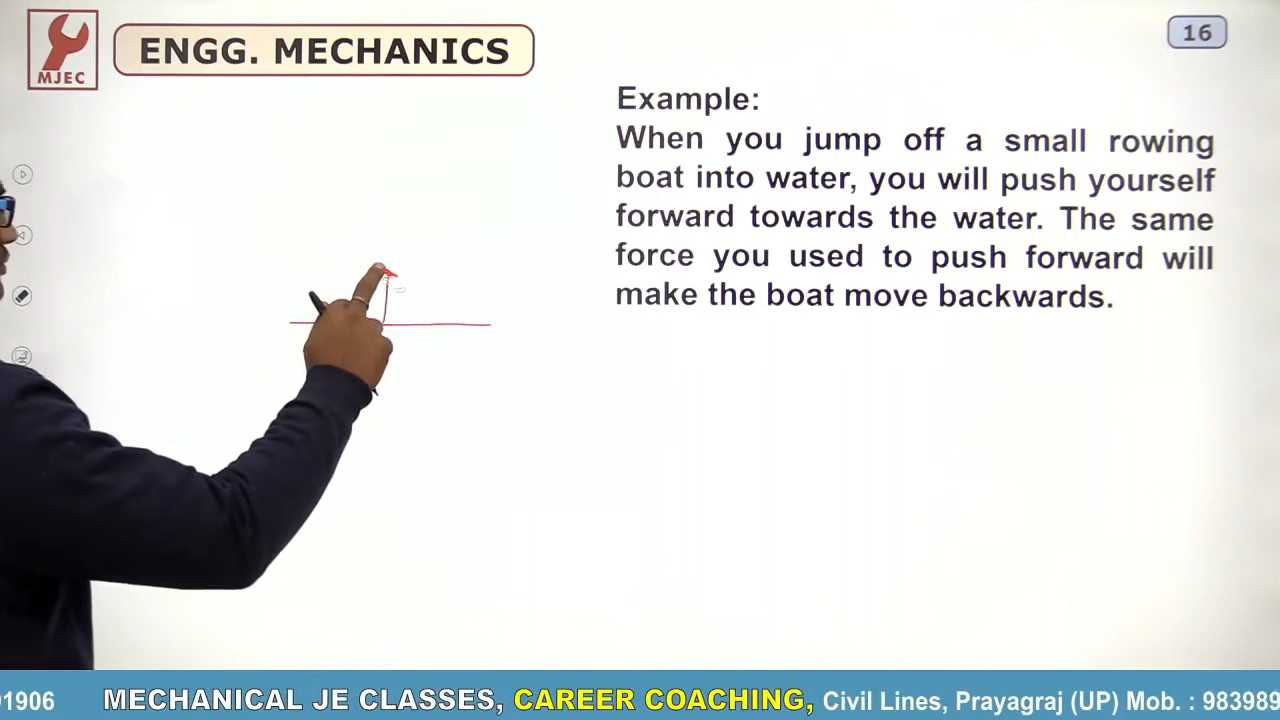 MJEC
ENGG. MECHANICS
16
Example:
When you jump off a small rowing
boat into water, you will push yourself
forward towards the water. The same
force you used to push forward will
make the boat move backwards.
91906 MECHANICAL JE CLASSES, CAREER COACHING, Civil Lines, Prayagraj (UP) Mob. : 983989